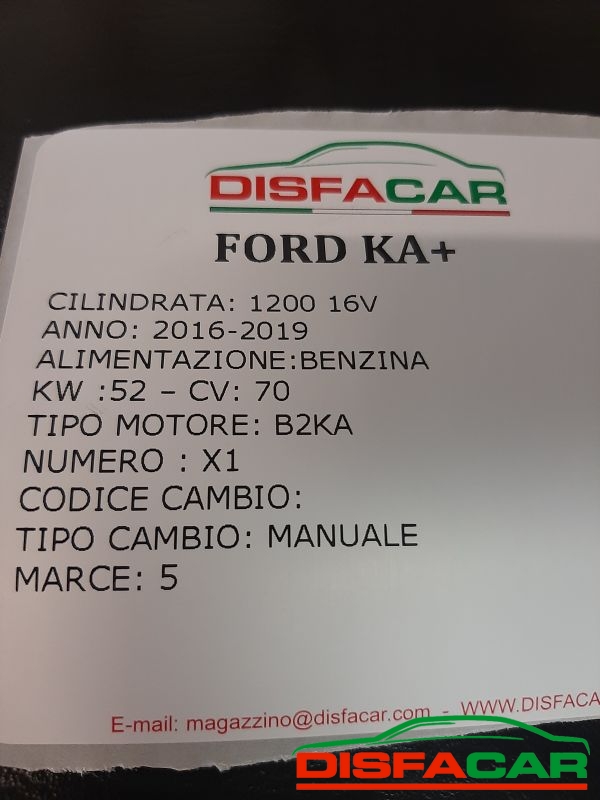 DISFACAR
FORD KA+
CILINDRATA: 1200 16V
ANNO: 2016-2019
ALIMENTAZIONE:BENZINA
KW :52 – CV: 70
TIPO MOTORE: B2KA
NUMERO : X1
CODICE CAMBIO:
TIPO CAMBIO: MANUALE
MARCE: 5
E-mail: magazzino@disfacar.com - WWW.DISFACA
DISFACAR